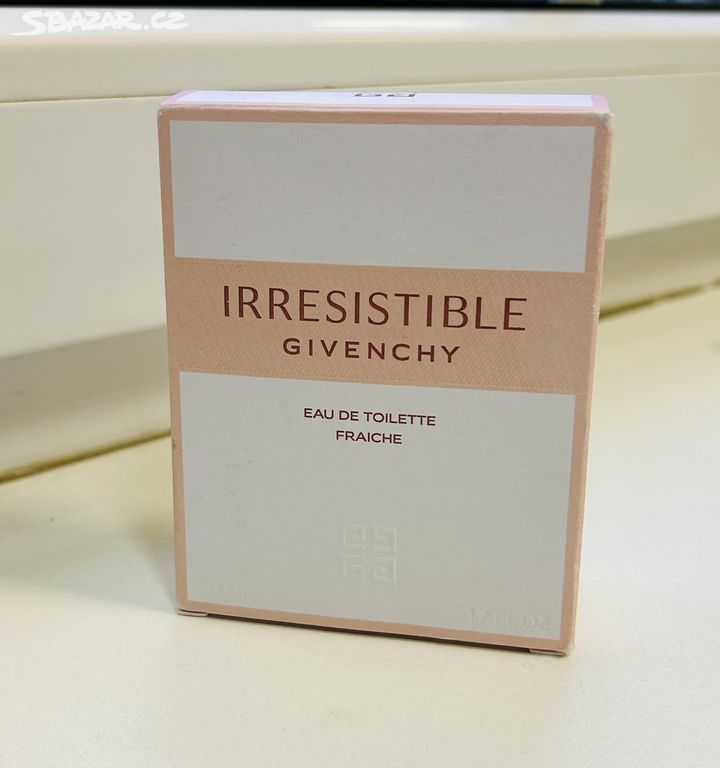 SBAZAR.CZ
IRRESISTIBLE
GIVENCHY
EAU DE TOILETTE
FRAICHE
50 ML
1.7 FL.OZ